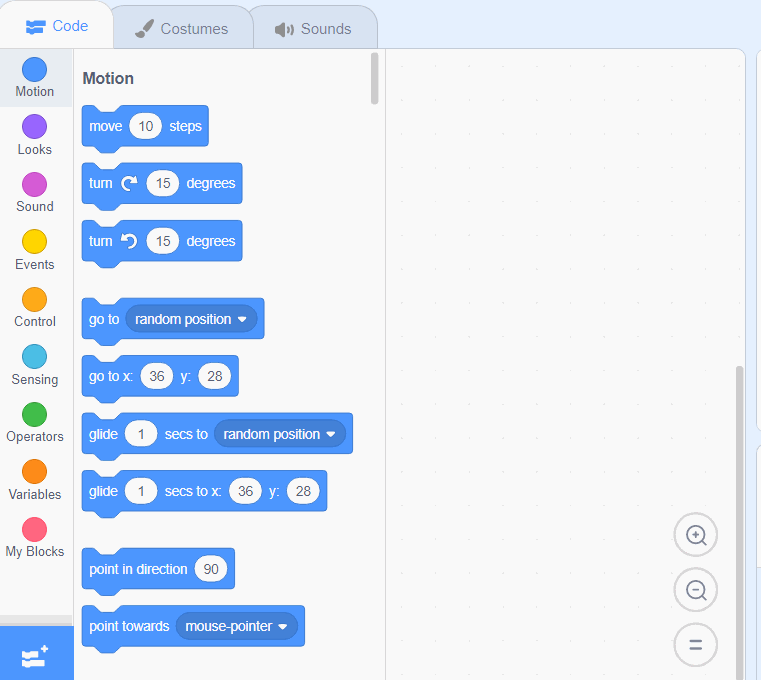 Code Costumes Sounds
Motion
Looks
Sound
Events
Control
Sensing
Operators
Variables
My Blocks
Motion
move 10 steps
turn 15 degrees
turn 15 degrees
go to random position
go to x: 36 y: 28
glide 1 secs to random position
glide 1 secs to x: 36 y: 28
point in direction 90
point towards mouse-pointer